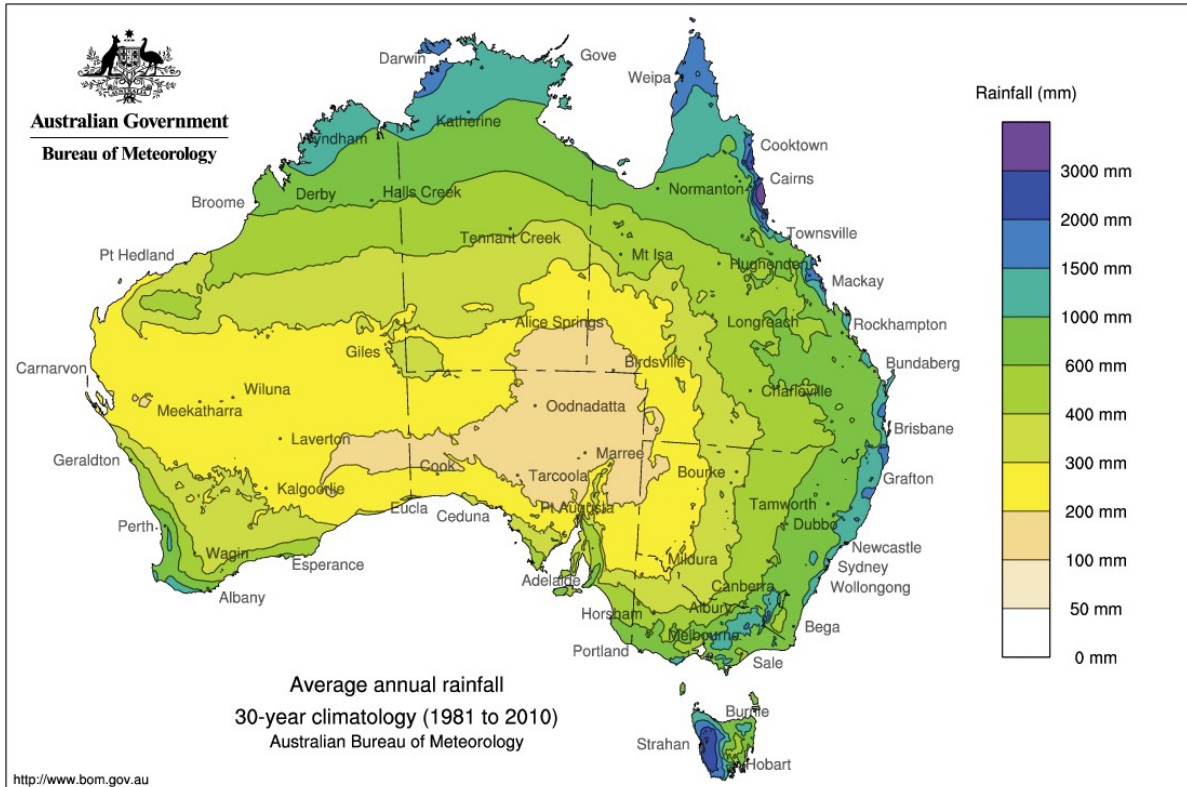 Australian Government
Bureau of Meteorology
Darwin
Gove
Weipa
Katherine
Wyndham
Cooktown
Cairns
Normanton
Broome
Derby
Halls Creek
Townsville
Pt Hedland
Tennant Creek
Mt Isa
Hughenden
Mackay
Alice Springs
Longreach
Rockhampton
Giles
Birdsville
Bundaberg
Carnarvon
Wiluna
Meekatharra
Oodnadatta
Charleville
Brisbane
Laverton
Geraldton
Cook
Marree
Tarcoola
Bourke
Grafton
Kalgoorlie
Eucla
Ceduna
Pt Augusta
Tamworth
Dubbo
Perth
Wagin
Esperance
Mildura
Newcastle
Sydney
Wollongong
Albany
Adelaide
Canberra
Horsham
Albury
Melbourne
Bega
Portland
Sale
Burnie
Strahan
Hobart
Rainfall (mm)
3000 mm
2000 mm
1500 mm
1000 mm
600 mm
400 mm
300 mm
200 mm
100 mm
50 mm
0 mm
Average annual rainfall
30-year climatology (1981 to 2010)
Australian Bureau of Meteorology
http://www.bom.gov.au